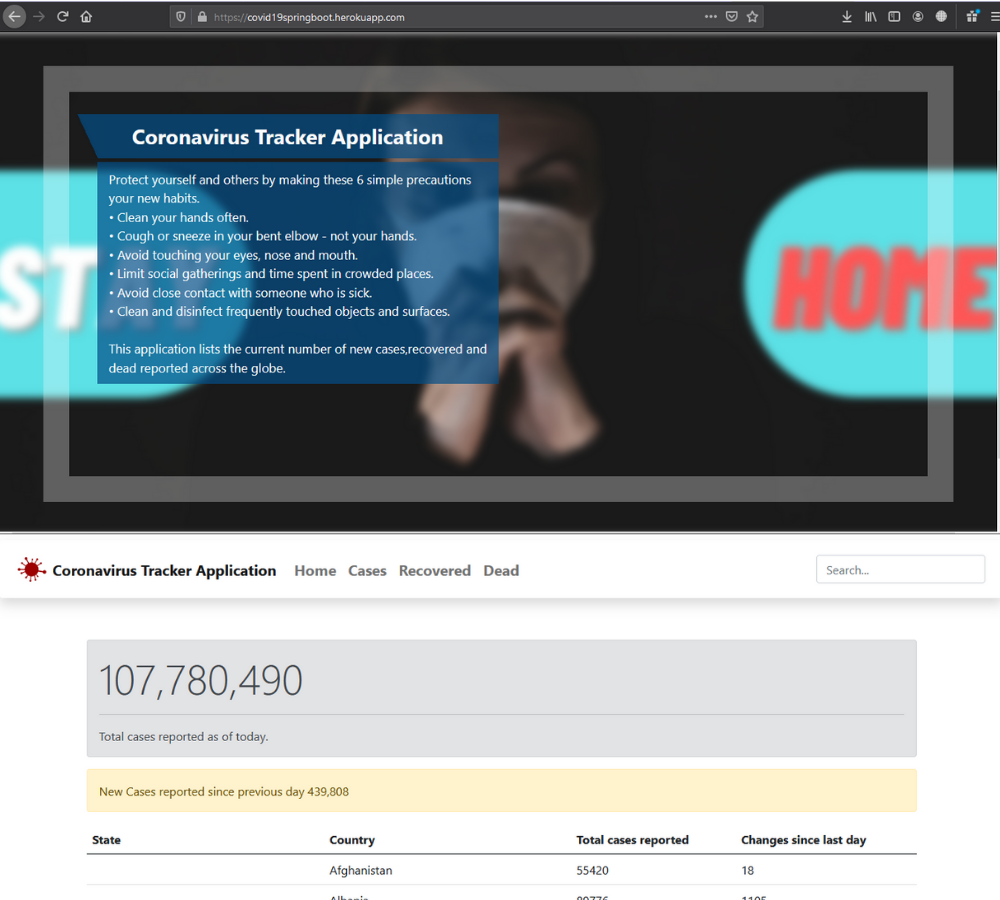 https://covid19springboot.herokuapp.com
Coronavirus Tracker Application
Protect yourself and others by making these 6 simple precautions
your new habits.
• Clean your hands often.
• Cough or sneeze in your bent elbow - not your hands.
• Avoid touching your eyes, nose and mouth.
• Limit social gatherings and time spent in crowded places.
• Avoid close contact with someone who is sick.
• Clean and disinfect frequently touched objects and surfaces.
This application lists the current number of new cases,recovered and
dead reported across the globe.
STAY
HOME
Coronavirus Tracker Application Home Cases Recovered Dead Search...
107,780,490
Total cases reported as of today.
New Cases reported since previous day 439,808
State Country Total cases reported Changes since last day
Afghanistan 55420 18